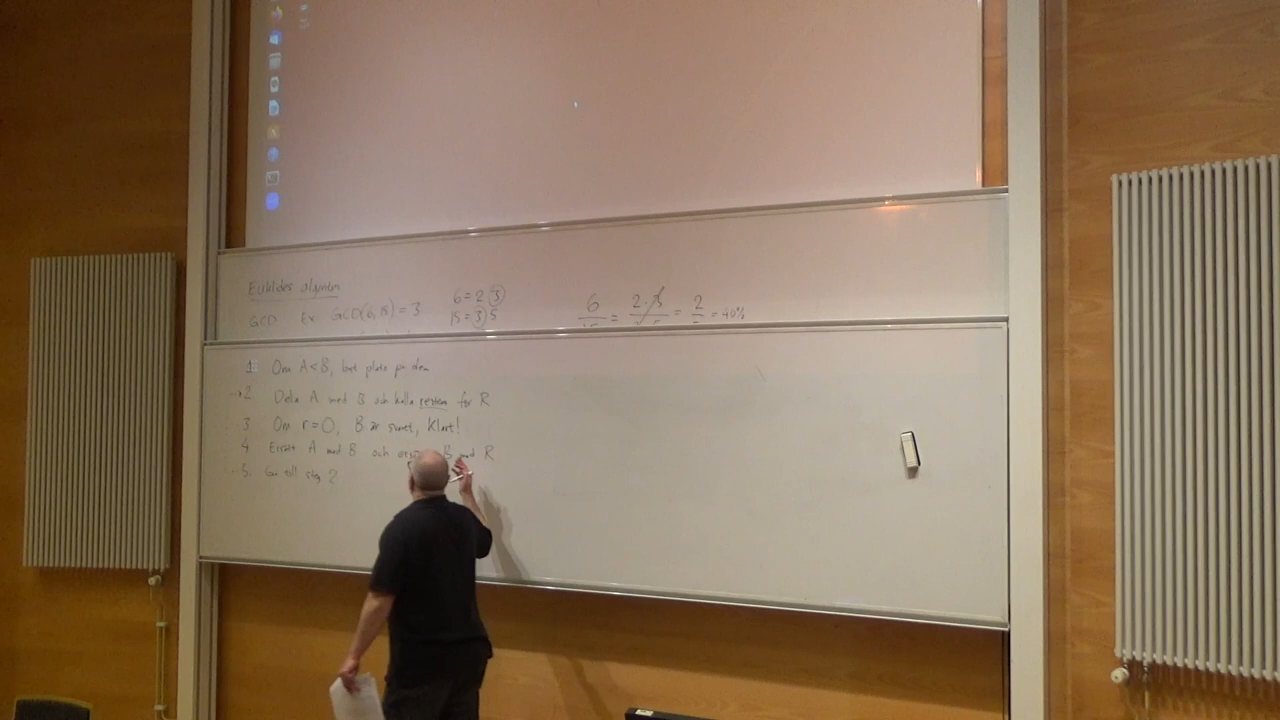 Euklides algoritm
GCD Ex GCD(6,15) = 3
6 = 2 3
15 = 3 5
6 = 2·3 = 2 = 40%
1 Om A < B, byt plats på dem
→ 2 Dela A med B och kalla resten för R
3 Om r = 0, B är svaret, Klart!
4 Ersätt A med B och B med R
5. Gå till steg 2